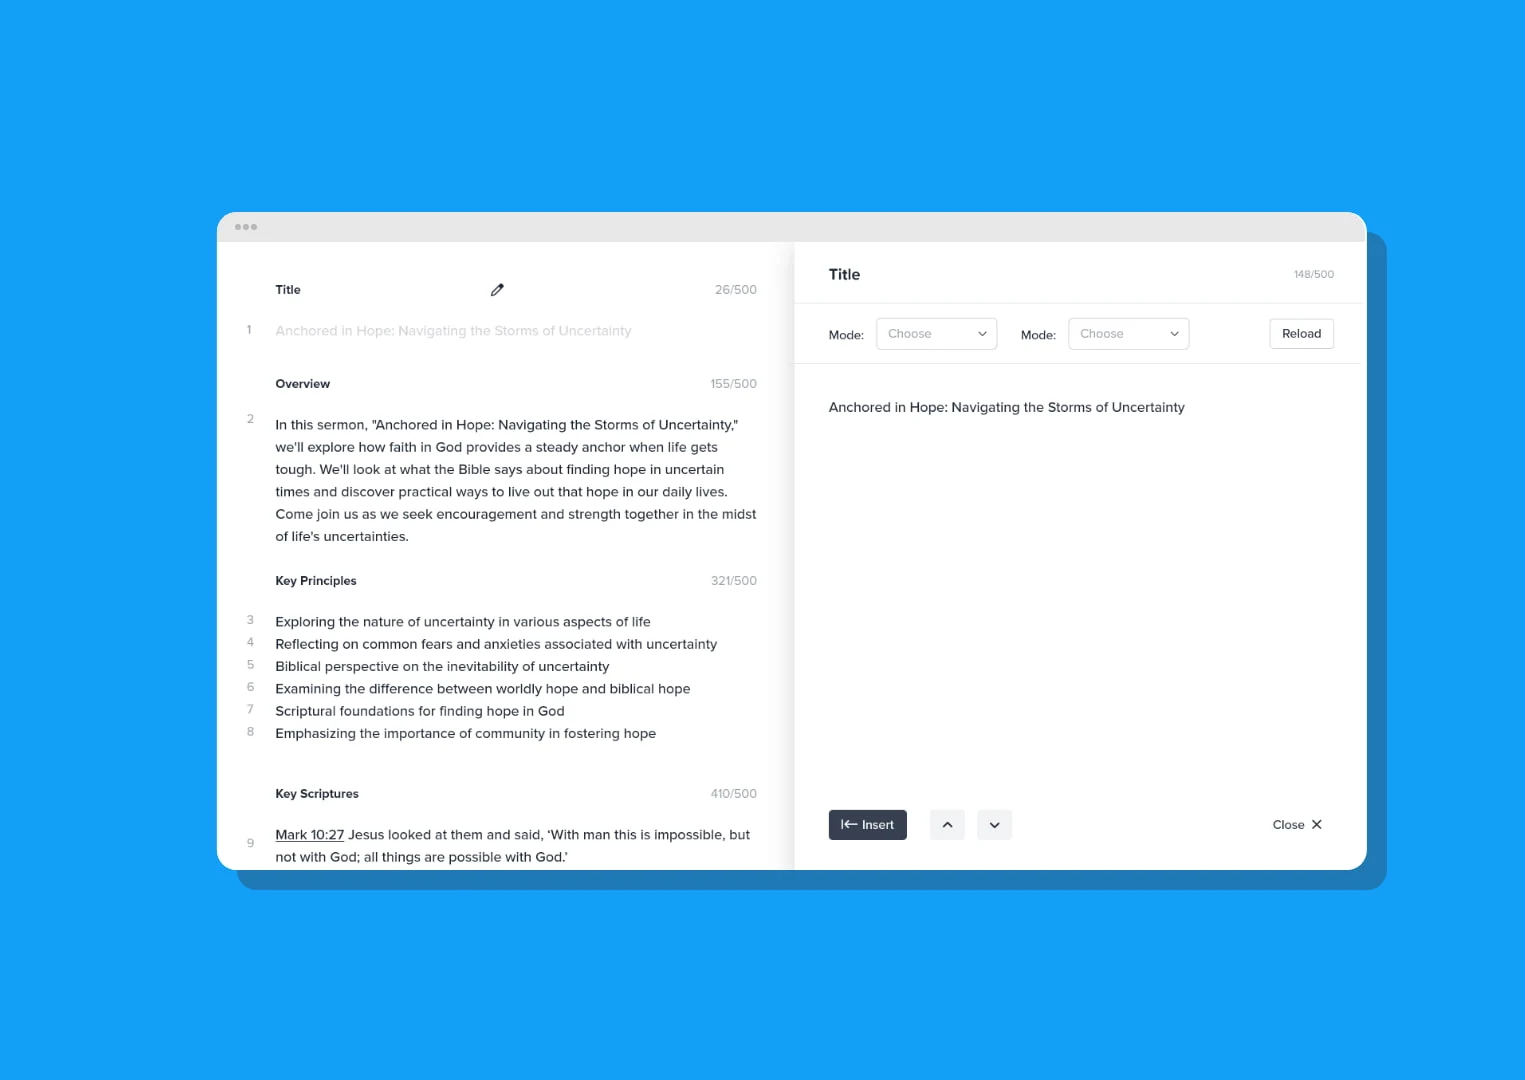 Title 26/500
1 Anchored in Hope: Navigating the Storms of Uncertainty
Overview 155/500
2 In this sermon, "Anchored in Hope: Navigating the Storms of Uncertainty,"
we'll explore how faith in God provides a steady anchor when life gets
tough. We'll look at what the Bible says about finding hope in uncertain
times and discover practical ways to live out that hope in our daily lives.
Come join us as we seek encouragement and strength together in the midst
of life's uncertainties.
Key Principles 321/500
3 Exploring the nature of uncertainty in various aspects of life
4 Reflecting on common fears and anxieties associated with uncertainty
5 Biblical perspective on the inevitability of uncertainty
6 Examining the difference between worldly hope and biblical hope
7 Scriptural foundations for finding hope in God
8 Emphasizing the importance of community in fostering hope
Key Scriptures 410/500
9 Mark 10:27 Jesus looked at them and said, ‘With man this is impossible, but
not with God; all things are possible with God.’
Title 148/500
Mode: Choose Mode: Choose Reload
Anchored in Hope: Navigating the Storms of Uncertainty
Insert Close